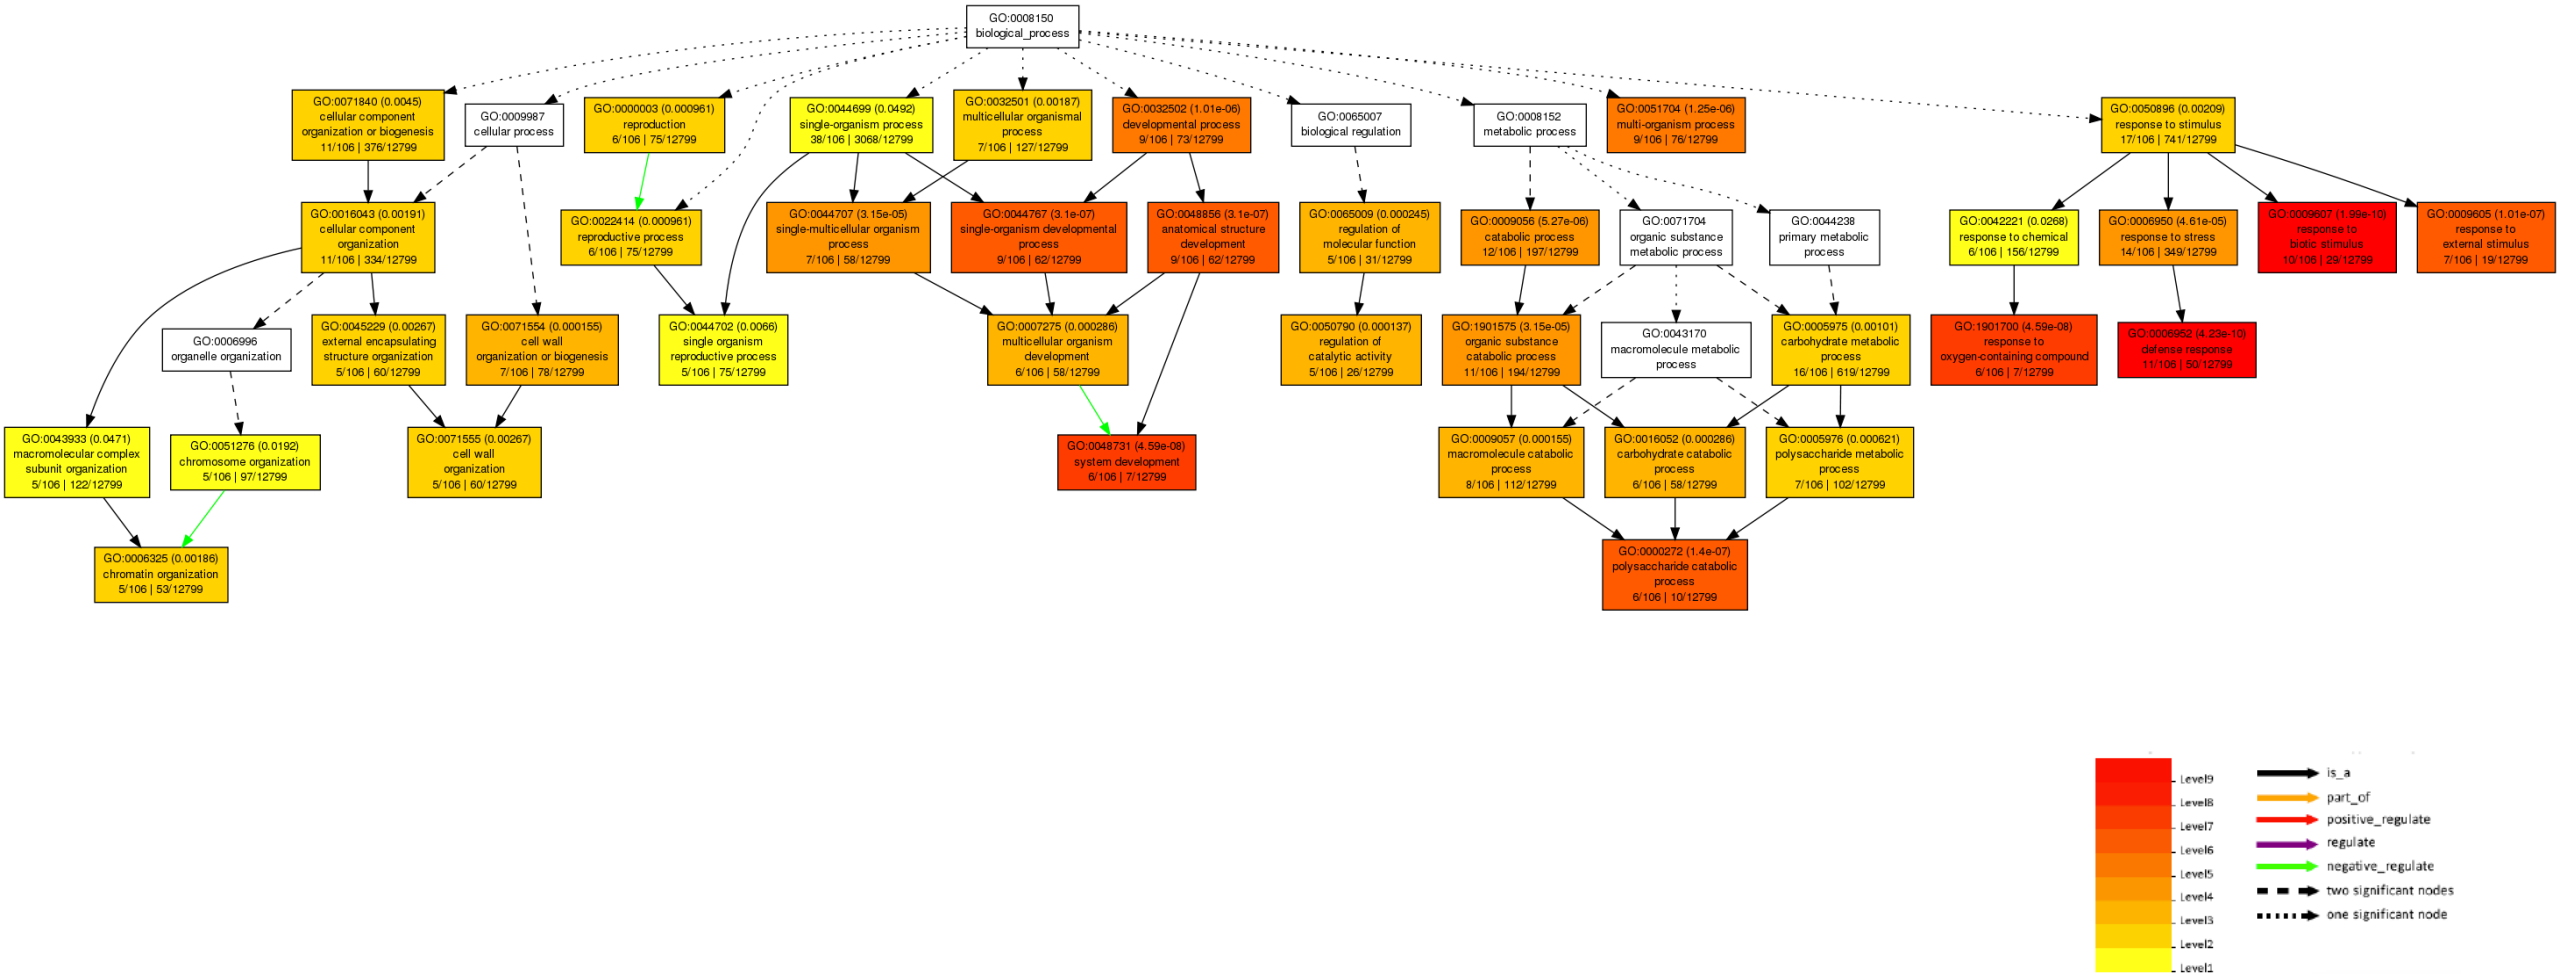 GO:0008150
biological_process
GO:0071840 (0.0045)
cellular component
organization or biogenesis
11/106 | 376/12799
GO:0009987
cellular process
GO:0000003 (0.000961)
reproduction
6/106 | 75/12799
GO:0044699 (0.0492)
single-organism process
38/106 | 3068/12799
GO:0032501 (0.00187)
multicellular organismal
process
7/106 | 127/12799
GO:0032502 (1.01e-06)
developmental process
9/106 | 73/12799
GO:0065007
biological regulation
GO:0008152
metabolic process
GO:0051704 (1.25e-06)
multi-organism process
9/106 | 76/12799
GO:0050896 (0.00209)
response to stimulus
17/106 | 741/12799
GO:0016043 (0.00191)
cellular component
organization
11/106 | 334/12799
GO:0022414 (0.000961)
reproductive process
6/106 | 75/12799
GO:0044707 (3.15e-05)
single-multicellular organism
process
7/106 | 58/12799
GO:0044767 (3.1e-07)
single-organism developmental
process
9/106 | 62/12799
GO:0048856 (3.1e-07)
anatomical structure
development
9/106 | 62/12799
GO:0065009 (0.000245)
regulation of
molecular function
5/106 | 31/12799
GO:0009056 (5.27e-06)
catabolic process
12/106 | 197/12799
GO:0071704
organic substance
metabolic process
GO:0044238
primary metabolic
process
GO:0042221 (0.0268)
response to chemical
6/106 | 156/12799
GO:0006950 (4.61e-05)
response to stress
14/106 | 349/12799
GO:0009607 (1.99e-10)
response to
biotic stimulus
10/106 | 29/12799
GO:0009605 (1.01e-07)
response to
external stimulus
7/106 | 19/12799
GO:0006996
organelle organization
GO:0045229 (0.00267)
external encapsulating
structure organization
5/106 | 60/12799
GO:0071554 (0.000155)
cell wall
organization or biogenesis
7/106 | 78/12799
GO:0044702 (0.0066)
single organism
reproductive process
5/106 | 75/12799
GO:0007275 (0.000286)
multicellular organism
development
6/106 | 58/12799
GO:0050790 (0.000137)
regulation of
catalytic activity
5/106 | 26/12799
GO:1901575 (3.15e-05)
organic substance
catabolic process
11/106 | 194/12799
GO:0043170
macromolecule metabolic
process
GO:0005975 (0.00101)
carbohydrate metabolic
process
16/106 | 619/12799
GO:1901700 (4.59e-08)
response to
oxygen-containing compound
6/106 | 7/12799
GO:0006952 (4.23e-10)
defense response
11/106 | 50/12799
GO:0043933 (0.0471)
macromolecular complex
subunit organization
5/106 | 122/12799
GO:0051276 (0.0192)
chromosome organization
5/106 | 97/12799
GO:0071555 (0.00267)
cell wall
organization
5/106 | 60/12799
GO:0048731 (4.59e-08)
system development
6/106 | 7/12799
GO:0009057 (0.000155)
macromolecule catabolic
process
8/106 | 112/12799
GO:0016052 (0.000286)
carbohydrate catabolic
process
6/106 | 58/12799
GO:0005976 (0.000621)
polysaccharide metabolic
process
7/106 | 102/12799
GO:0006325 (0.00186)
chromatin organization
5/106 | 53/12799
GO:0000272 (1.4e-07)
polysaccharide catabolic
process
6/106 | 10/12799
Level9
Level8
Level7
Level6
Level5
Level4
Level3
Level2
Level1
is_a
part_of
positive_regulate
regulate
negative_regulate
two significant nodes
one significant node